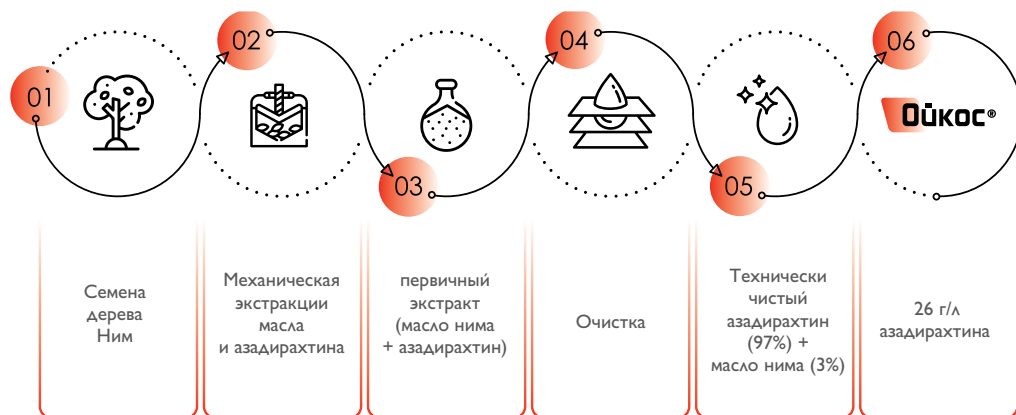 01
02
03
04
05
06
Ойкос®
Семена
дерева
Ним
Механическая
экстракции
масла
и азадирахтина
первичный
экстракт
(масло нима
+ азадирахтин)
Очистка
Технически
чистый
азадирахтин
(97%) +
масло нима (3%)
26 г/л
азадирахтина